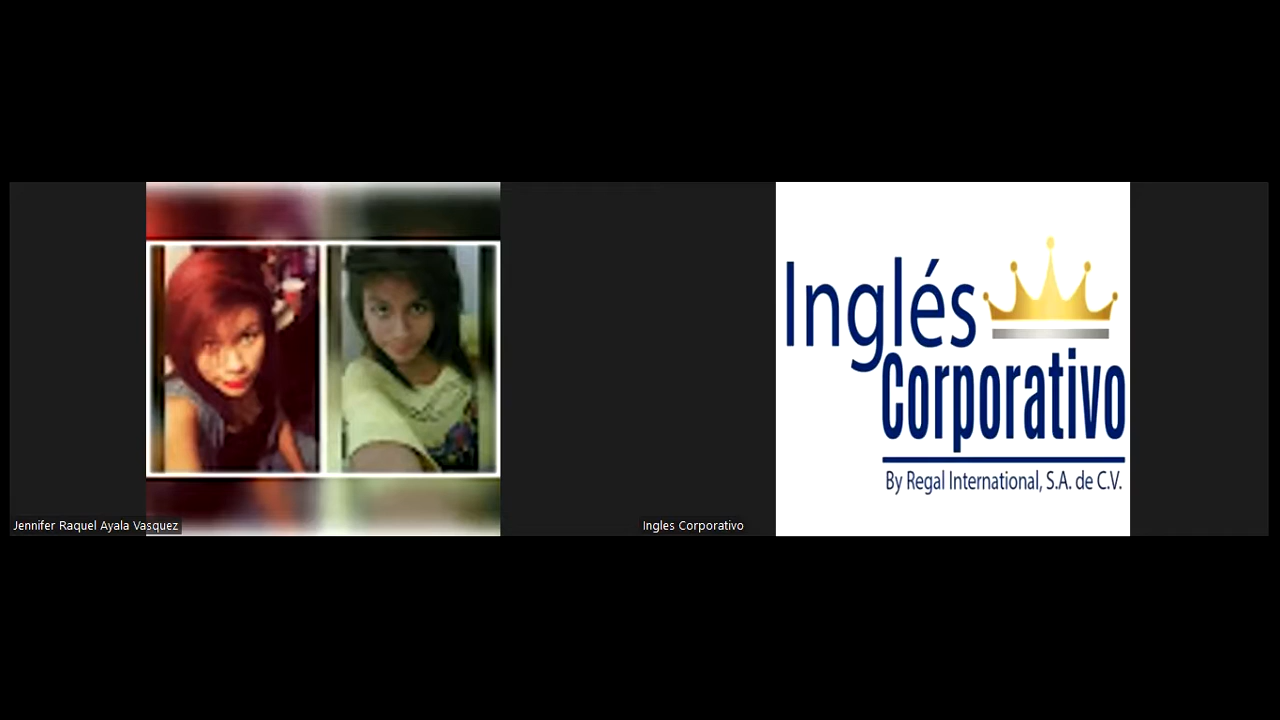 Inglés
Corporativo
By Regal International, S.A. de C.V.
Jennifer Raquel Ayala Vasquez
Ingles Corporativo